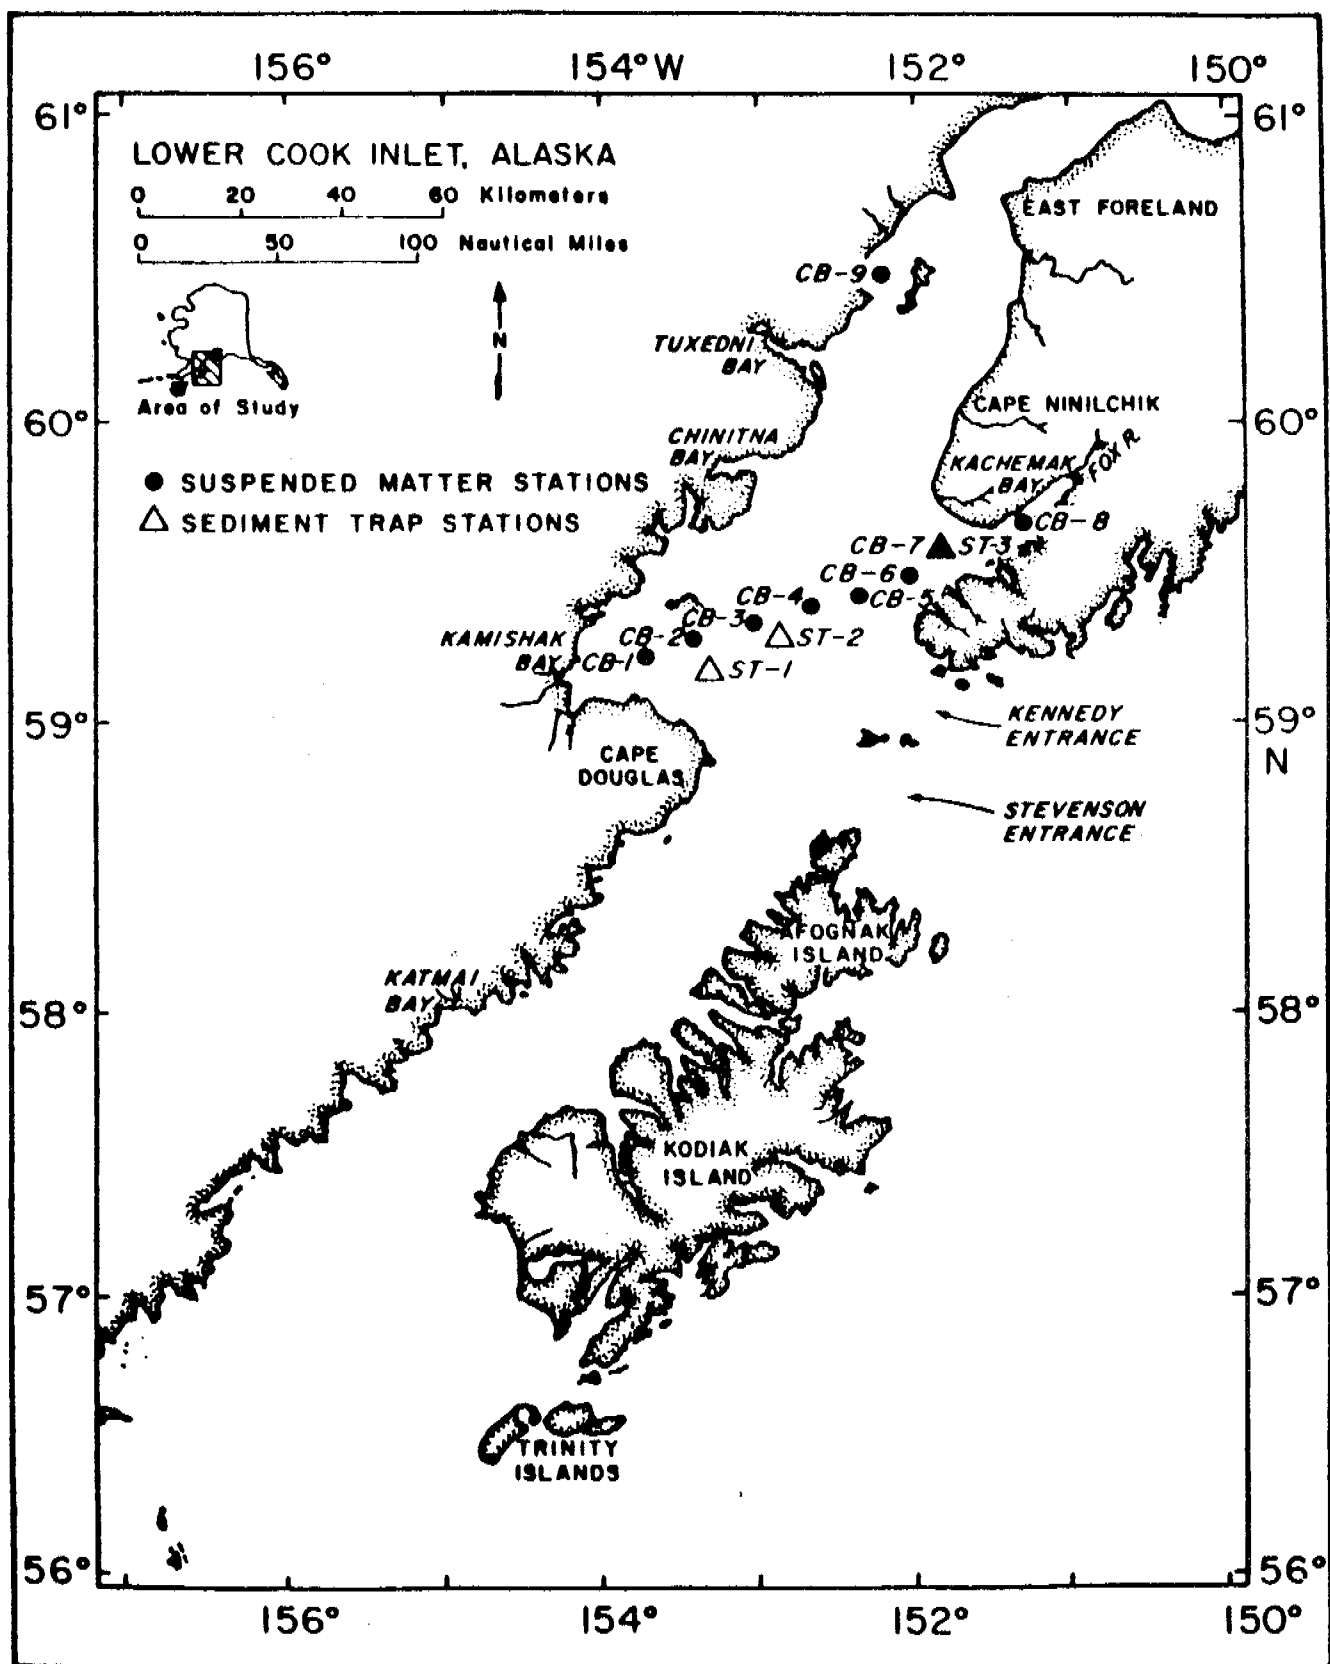 156° 154°W 152° 150°
61° 61°
LOWER COOK INLET, ALASKA
0 20 40 60 Kilometers
0 50 100 Nautical Miles
N
Area of Study
EAST FORELAND
CB-9
TUXEDNI
BAY
CAPE NINILCHIK
60° 60°
CHINITNA
BAY
KACHEMAK
BAY
FOX R
● SUSPENDED MATTER STATIONS
△ SEDIMENT TRAP STATIONS
CB-8
CB-7 ST-3
CB-6
CB-5
CB-4
CB-3
CB-2
CB-1
ST-2
ST-1
KAMISHAK
BAY
59° 59°
N
KENNEDY
ENTRANCE
CAPE
DOUGLAS
STEVENSON
ENTRANCE
AFOGNAK
ISLAND
KATMAI
BAY
58° 58°
KODIAK
ISLAND
57° 57°
TRINITY
ISLANDS
56° 56°
156° 154° 152° 150°